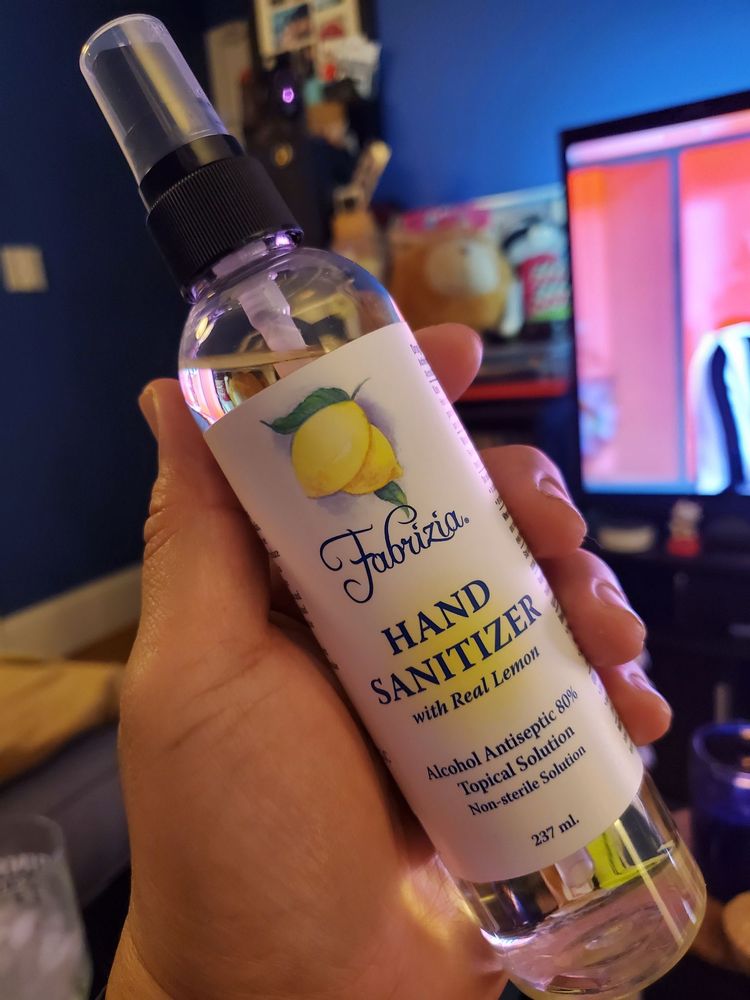 Fabrizia®
HAND
SANITIZER
with Real Lemon
Alcohol Antiseptic 80%
Topical Solution
Non-sterile Solution
237 ml.